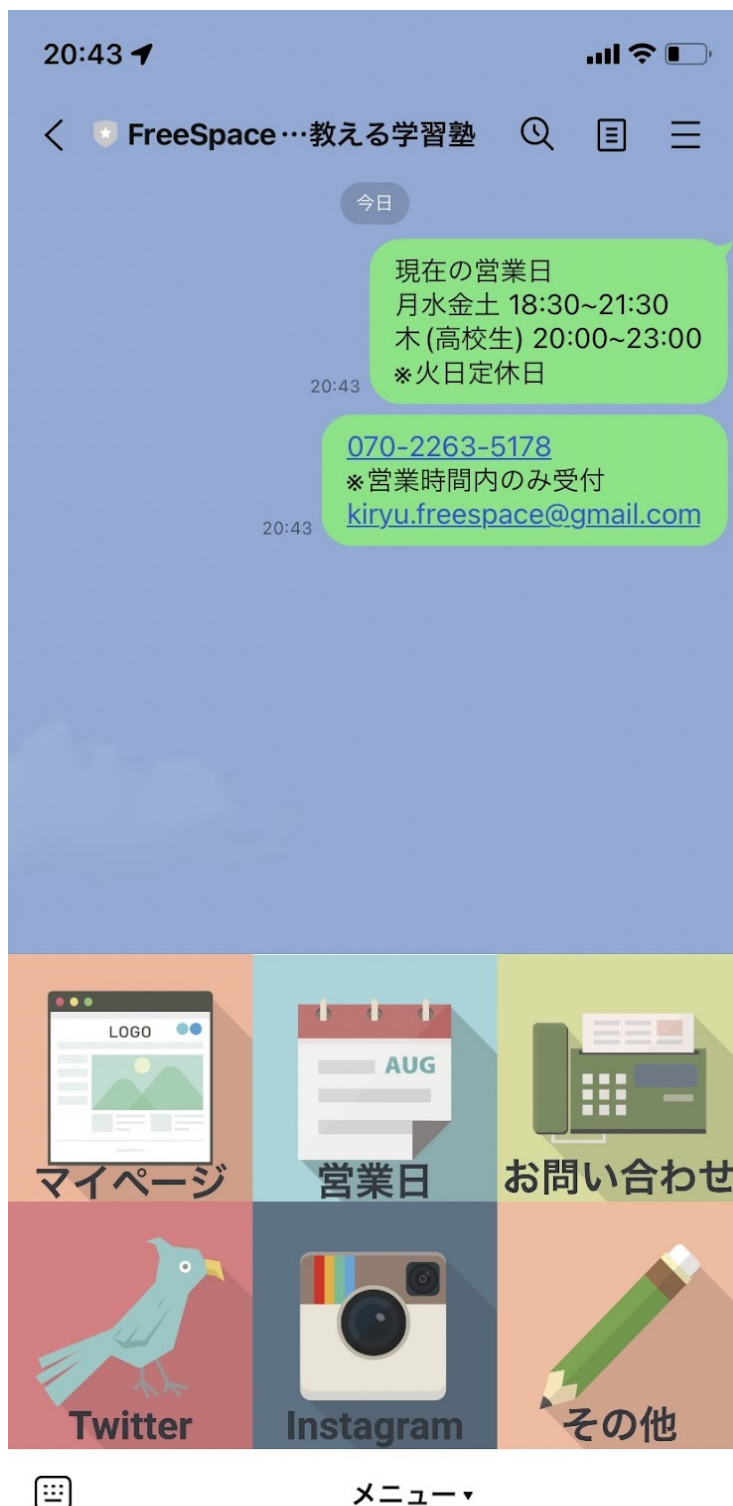 20:43
FreeSpace…教える学習塾
今日
現在の営業日
月水金土 18:30~21:30
木(高校生) 20:00~23:00
※火日定休日
20:43
070-2263-5178
※営業時間内のみ受付
kiryu.freespace@gmail.com
20:43
LOGO
マイページ
AUG
営業日
お問い合わせ
Twitter
Instagram
その他
メニュー▾